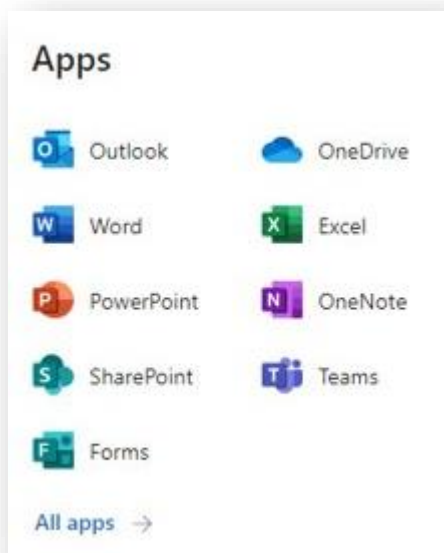 Apps
Outlook OneDrive
Word Excel
PowerPoint OneNote
SharePoint Teams
Forms
All apps →